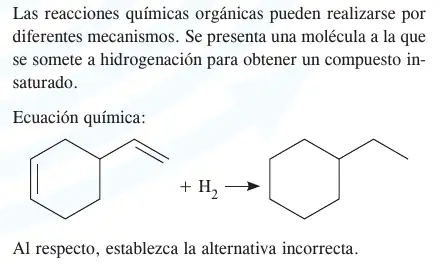 Las reacciones químicas orgánicas pueden realizarse por
diferentes mecanismos. Se presenta una molécula a la que
se somete a hidrogenación para obtener un compuesto in-
saturado.
Ecuación química:
+ H₂ ⟶
Al respecto, establezca la alternativa incorrecta.